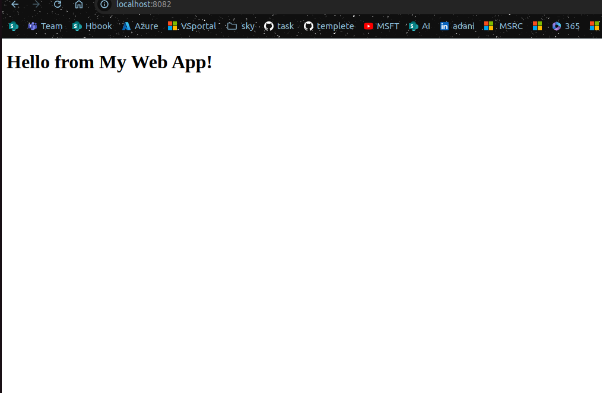 localhost:8082
Team Hbook Azure VSportal sky task templete MSFT AI adani MSRC 365
Hello from My Web App!